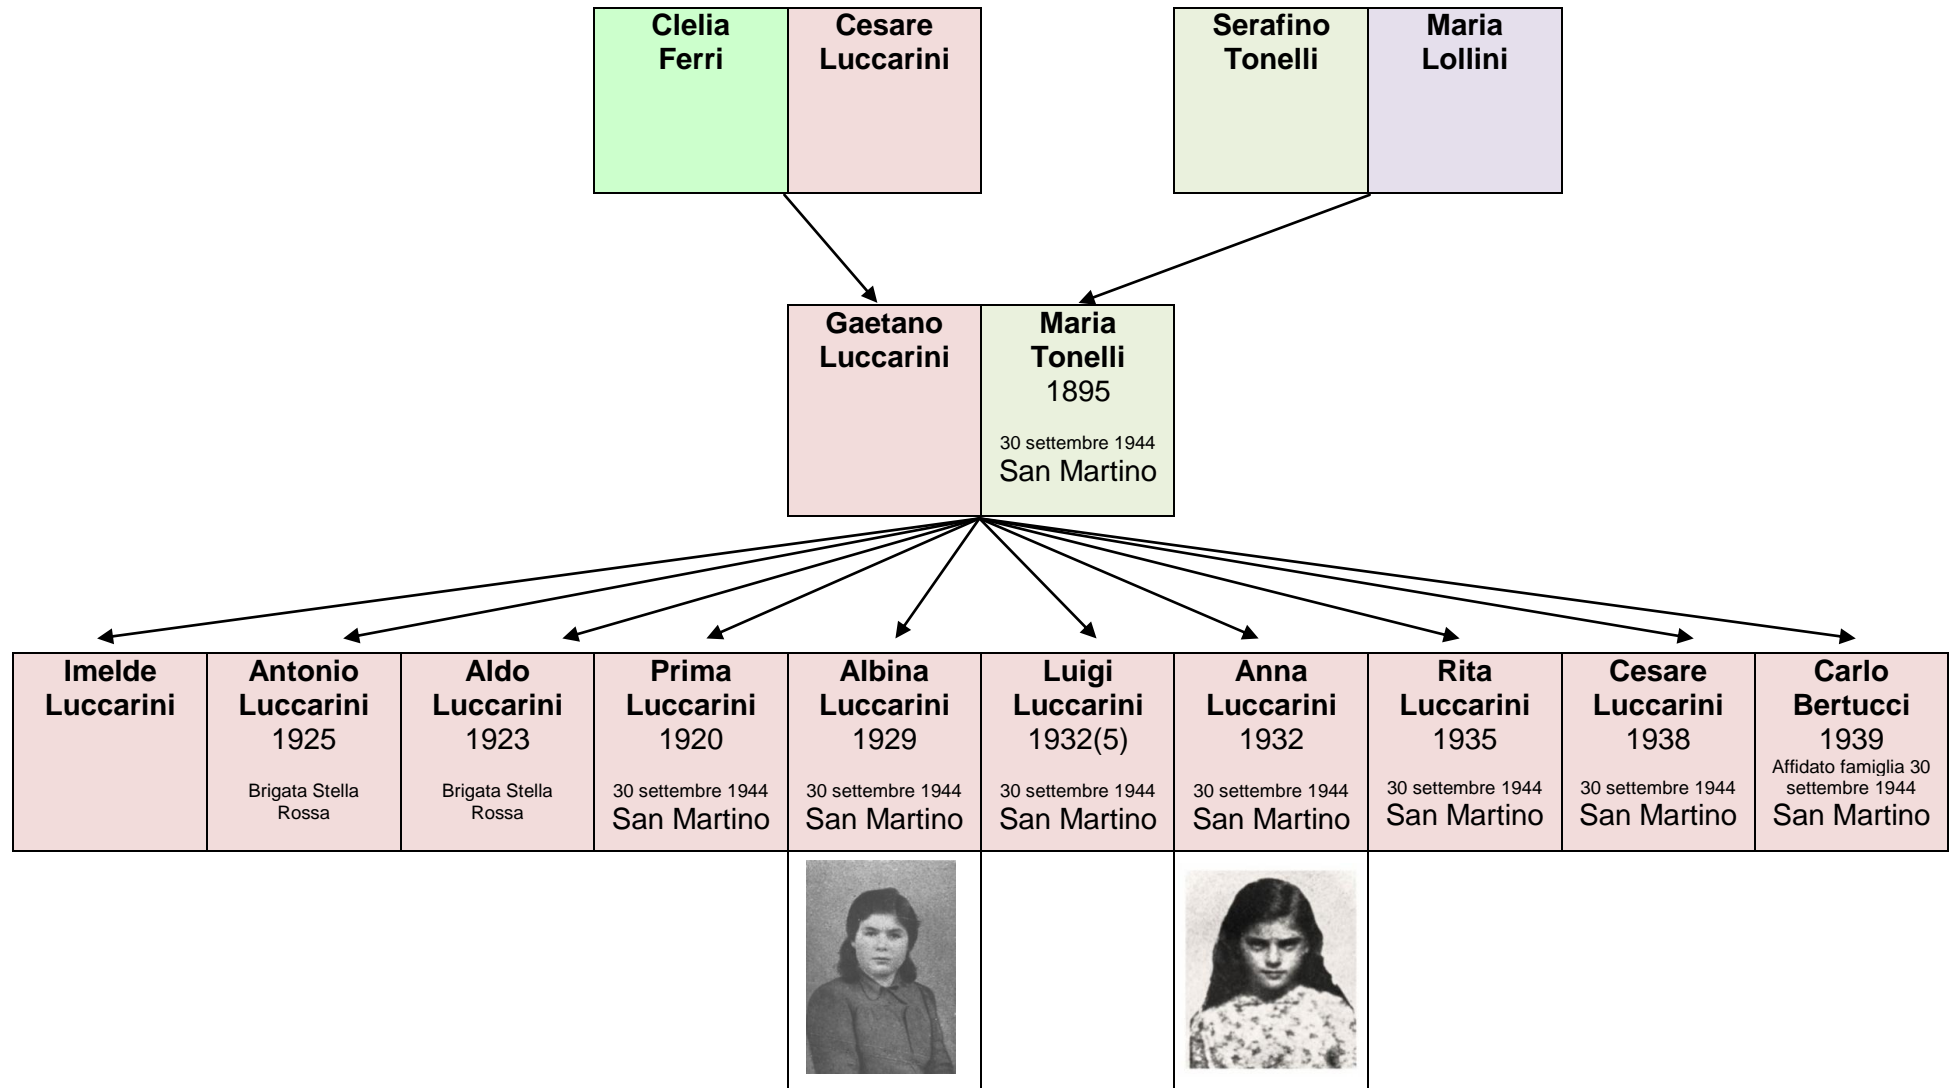 Clelia
Ferri
Cesare
Luccarini
Serafino
Tonelli
Maria
Lollini
Gaetano
Luccarini
Maria
Tonelli
1895
30 settembre 1944
San Martino
Imelde
Luccarini
Antonio
Luccarini
1925
Brigata Stella
Rossa
Aldo
Luccarini
1923
Brigata Stella
Rossa
Prima
Luccarini
1920
30 settembre 1944
San Martino
Albina
Luccarini
1929
30 settembre 1944
San Martino
Luigi
Luccarini
1932(5)
30 settembre 1944
San Martino
Anna
Luccarini
1932
30 settembre 1944
San Martino
Rita
Luccarini
1935
30 settembre 1944
San Martino
Cesare
Luccarini
1938
30 settembre 1944
San Martino
Carlo
Bertucci
1939
Affidato famiglia 30
settembre 1944
San Martino